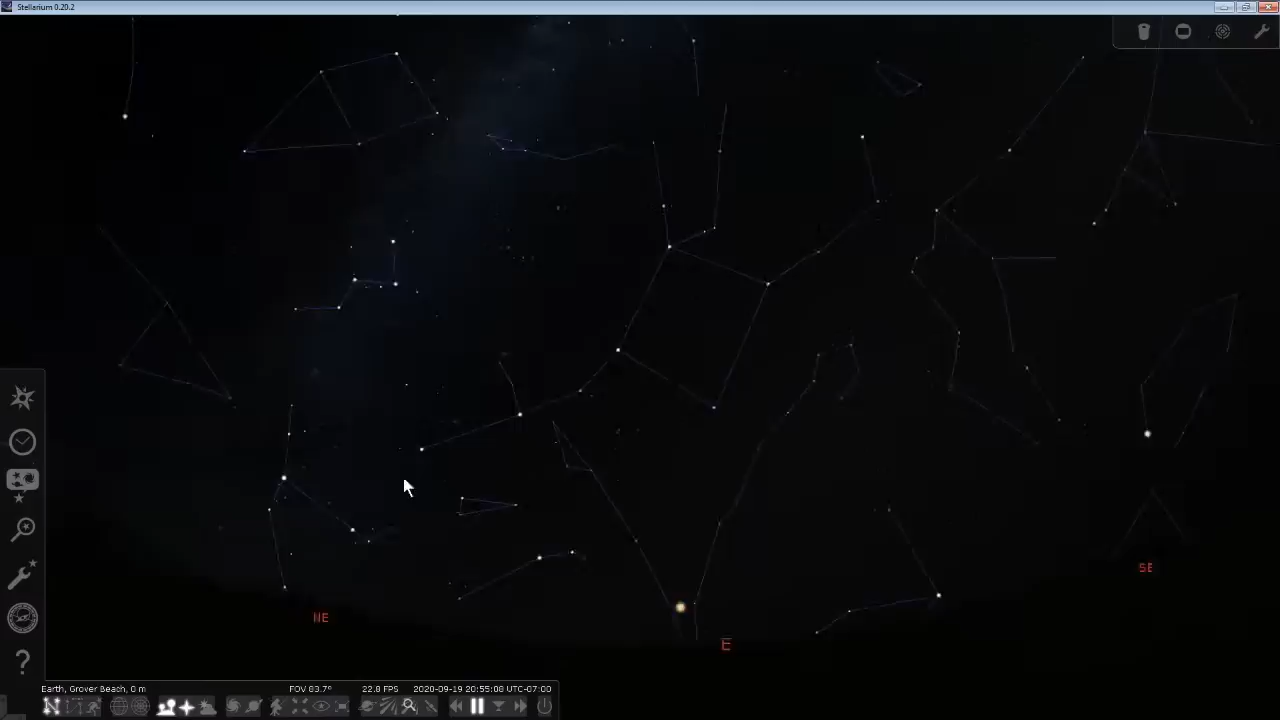 Stellarium 0.20.2
NE
E
SE
Earth, Grover Beach, 0 m
FOV 83.7°
22.8 FPS
2020-09-19 20:55:08 UTC-07:00